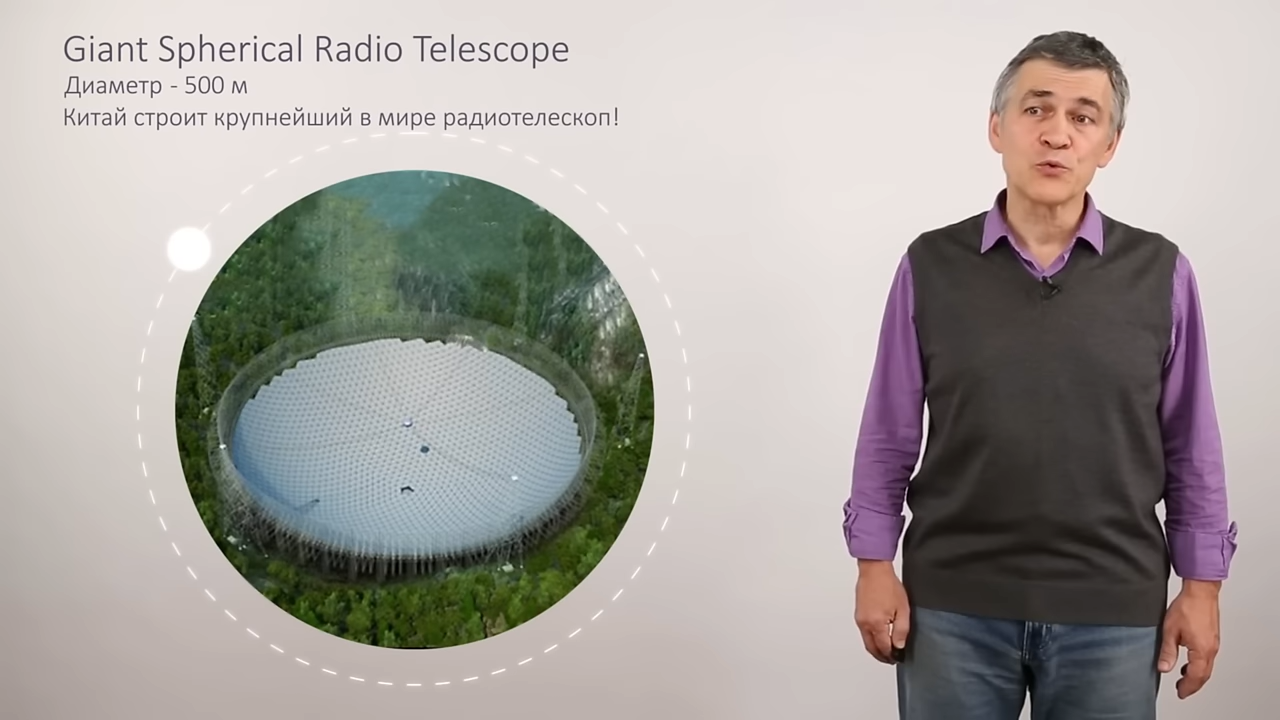 Giant Spherical Radio Telescope
Диаметр - 500 м
Китай строит крупнейший в мире радиотелескоп!